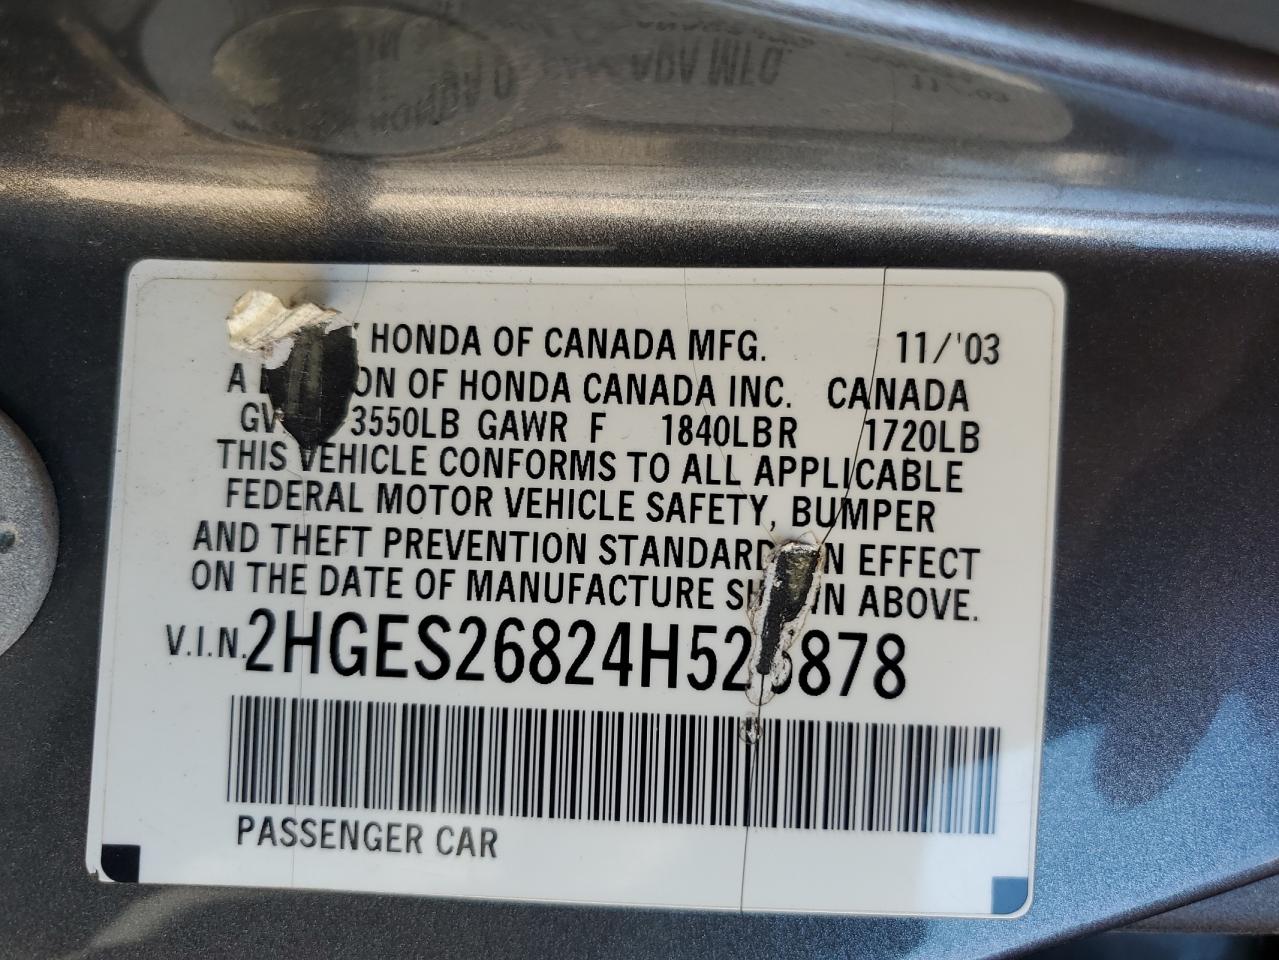 HONDA OF CANADA MFG. 11/'03
A ON OF HONDA CANADA INC. CANADA
3550LB GAWR F 1840LB R 1720LB
THIS VEHICLE CONFORMS TO ALL APPLICABLE
FEDERAL MOTOR VEHICLE SAFETY, BUMPER
AND THEFT PREVENTION STANDARD IN EFFECT
ON THE DATE OF MANUFACTURE ABOVE.
V.I.N.
PASSENGER CAR